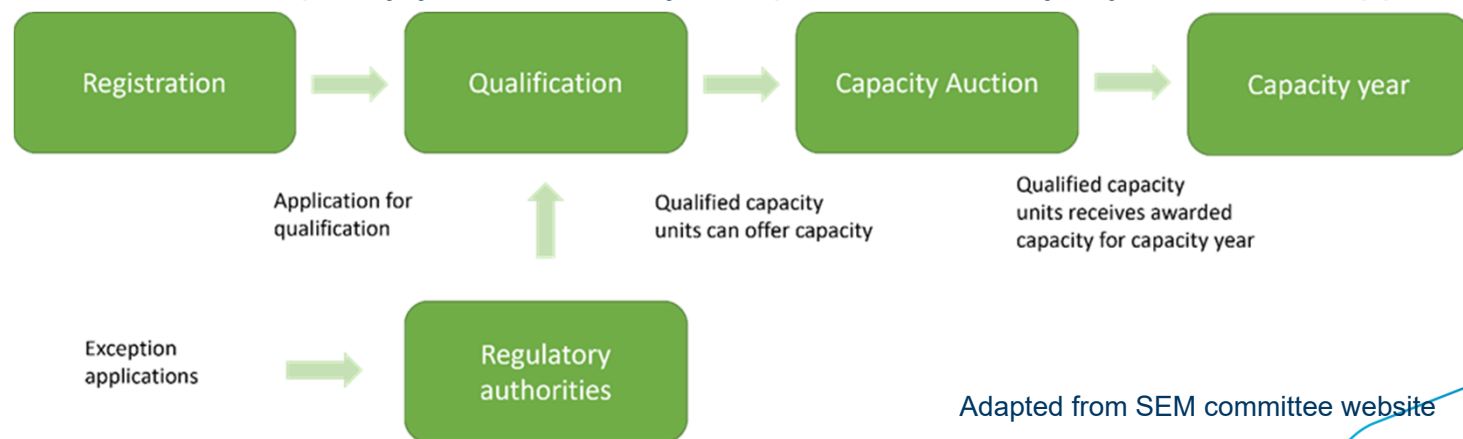 Registration
Qualification
Capacity Auction
Capacity year
Application for
qualification
Qualified capacity
units can offer capacity
Qualified capacity
units receives awarded
capacity for capacity year
Exception
applications
Regulatory
authorities
Adapted from SEM committee website